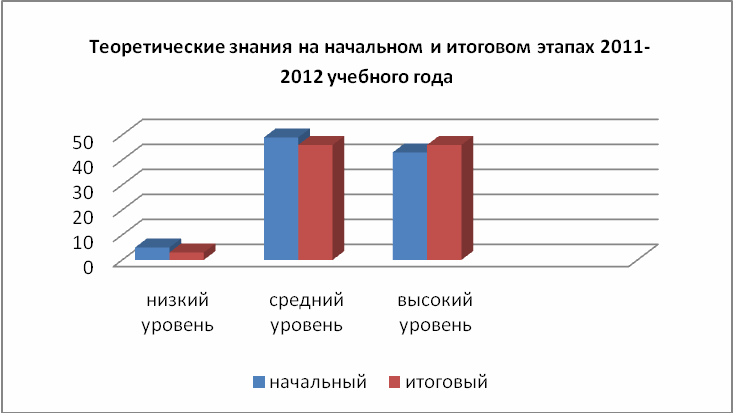 Теоретические знания на начальном и итоговом этапах 2011-
2012 учебного года
50
40
30
20
10
0
низкий
уровень
средний
уровень
высокий
уровень
начальный
итоговый